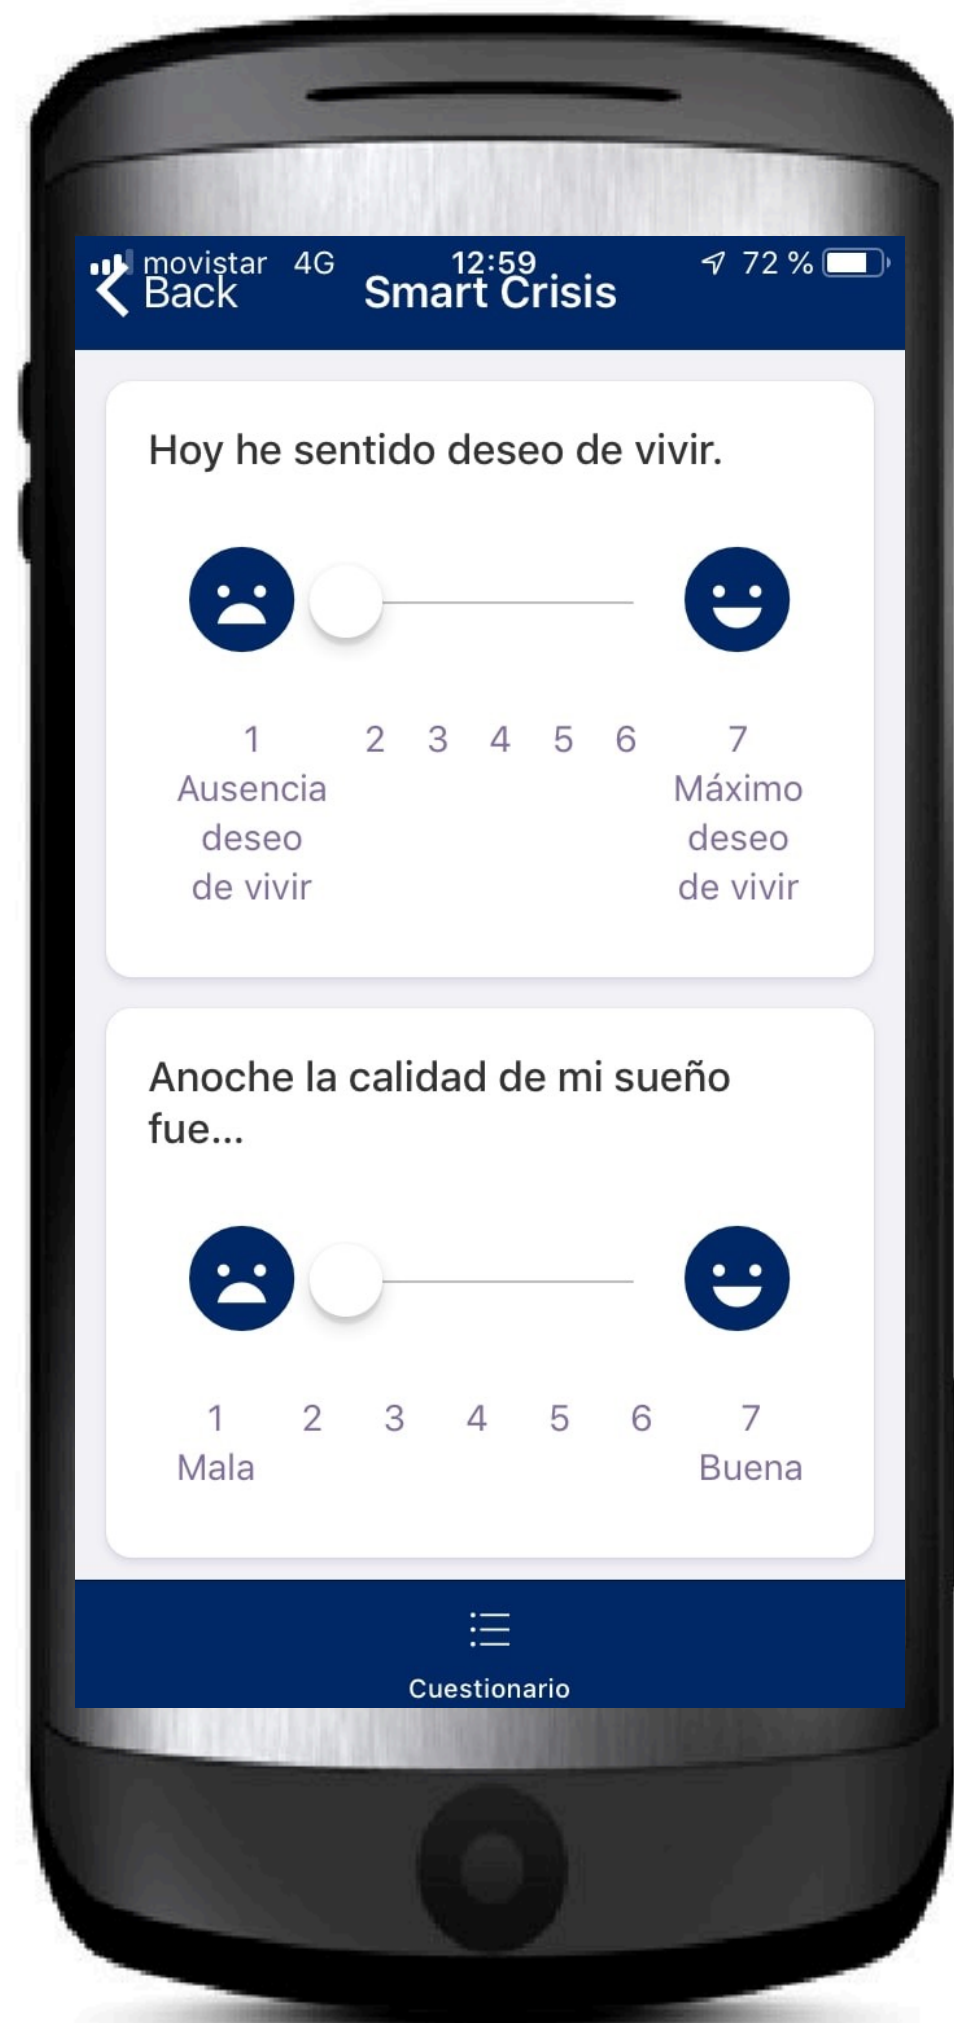 movistar 4G 12:59 72 %
Back Smart Crisis
Hoy he sentido deseo de vivir.
1 2 3 4 5 6 7
Ausencia Máximo
deseo deseo
de vivir de vivir
Anoche la calidad de mi sueño
fue...
1 2 3 4 5 6 7
Mala Buena
Cuestionario